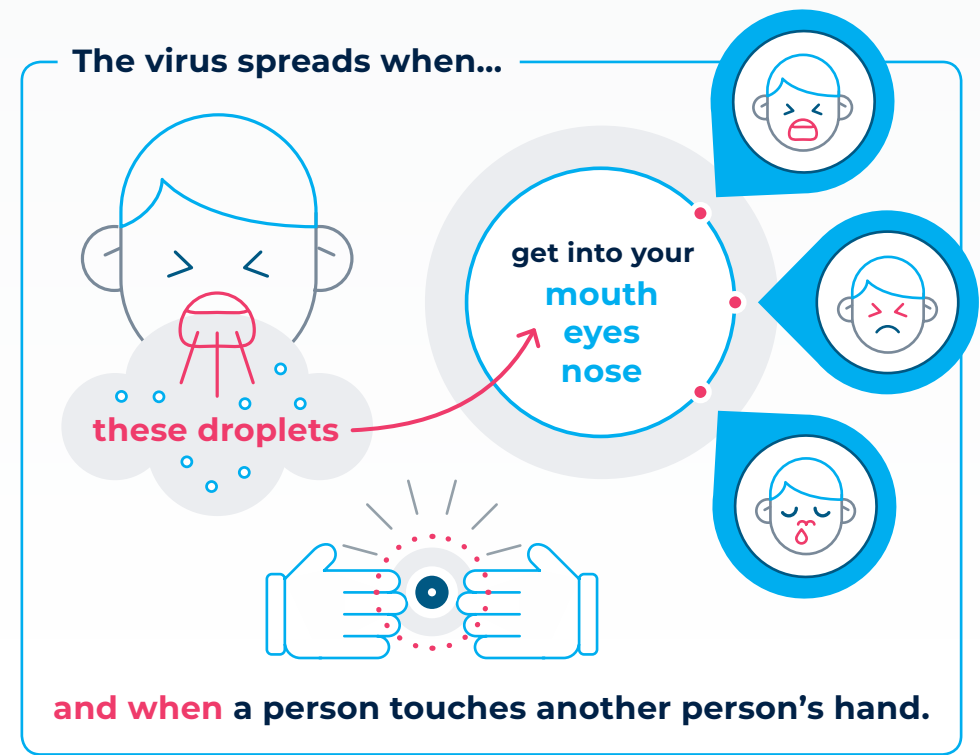 The virus spreads when...
these droplets
get into your
mouth
eyes
nose
and when a person touches another person’s hand.